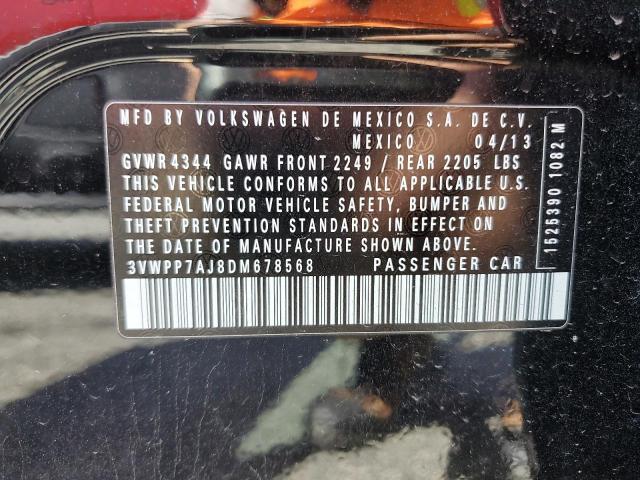 MFD BY VOLKSWAGEN DE MEXICO S.A. DE C.V.
MEXICO 04/13
GVWR 4344 GAWR FRONT 2249 / REAR 2205 LBS
THIS VEHICLE CONFORMS TO ALL APPLICABLE U.S.
FEDERAL MOTOR VEHICLE SAFETY, BUMPER AND
THEFT PREVENTION STANDARDS IN EFFECT ON
THE DATE OF MANUFACTURE SHOWN ABOVE.
3VWPP7AJ8DM678568 PASSENGER CAR
1525390 1082 M